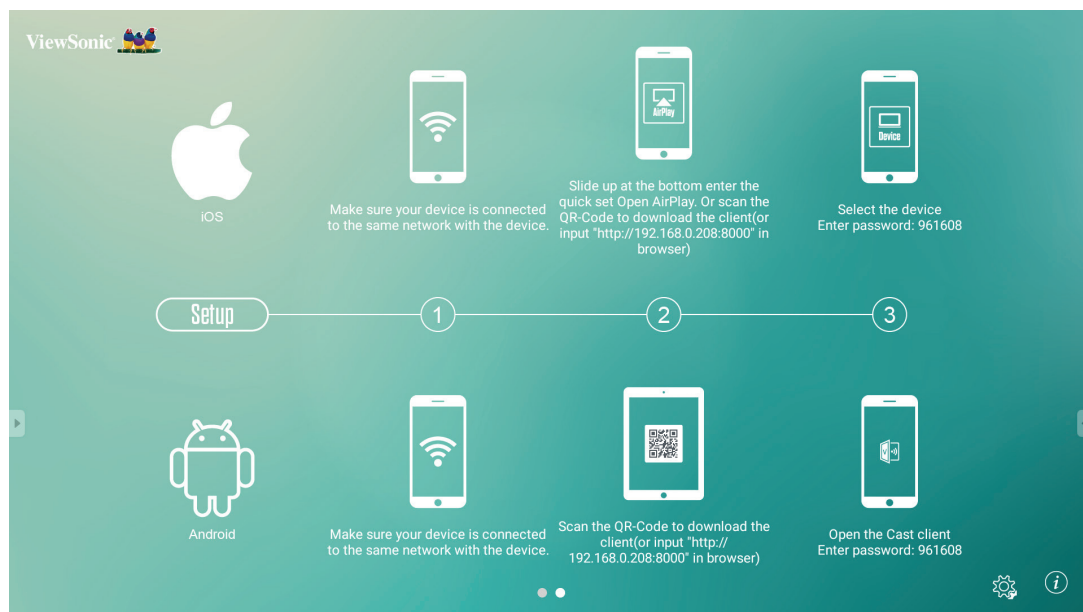 ViewSonic
AirPlay
Device
iOS
Make sure your device is connected
to the same network with the device.
Slide up at the bottom enter the
quick set Open AirPlay. Or scan the
QR-Code to download the client(or
input "http://192.168.0.208:8000" in
browser)
Select the device
Enter password: 961608
Setup
1
2
3
Android
Make sure your device is connected
to the same network with the device.
Scan the QR-Code to download the
client(or input "http://
192.168.0.208:8000" in browser)
Open the Cast client
Enter password: 961608
i